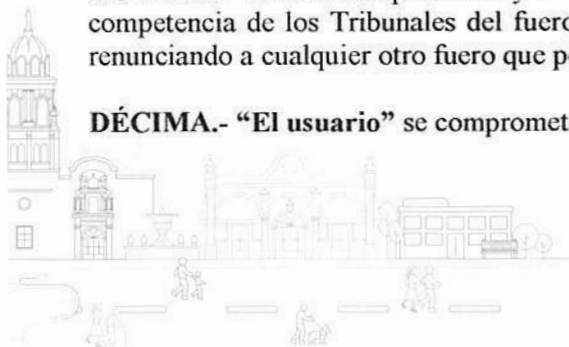 competencia de los Tribunales del fuero
renunciando a cualquier otro fuero que
DÉCIMA.- “El usuario” se compromet